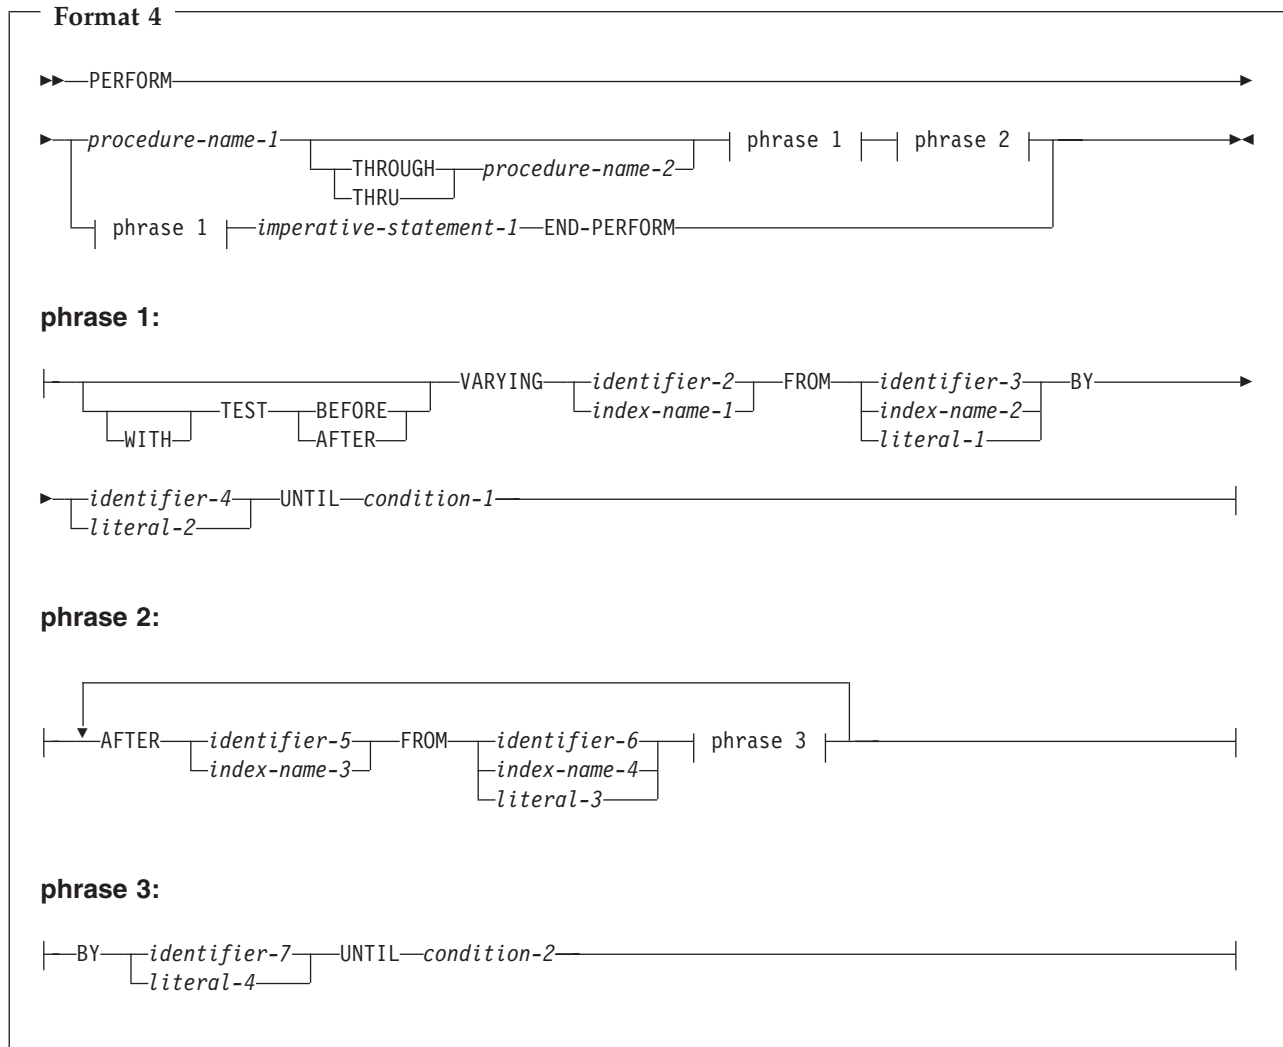 Format 4
PERFORM
procedure-name-1 phrase 1 phrase 2
THROUGH procedure-name-2
THRU
phrase 1 imperative-statement-1 END-PERFORM
phrase 1:
VARYING identifier-2 FROM identifier-3 BY
TEST BEFORE index-name-1 index-name-2
WITH AFTER literal-1
identifier-4 UNTIL condition-1
literal-2
phrase 2:
AFTER identifier-5 FROM identifier-6 phrase 3
index-name-3 index-name-4
literal-3
phrase 3:
BY identifier-7 UNTIL condition-2
literal-4